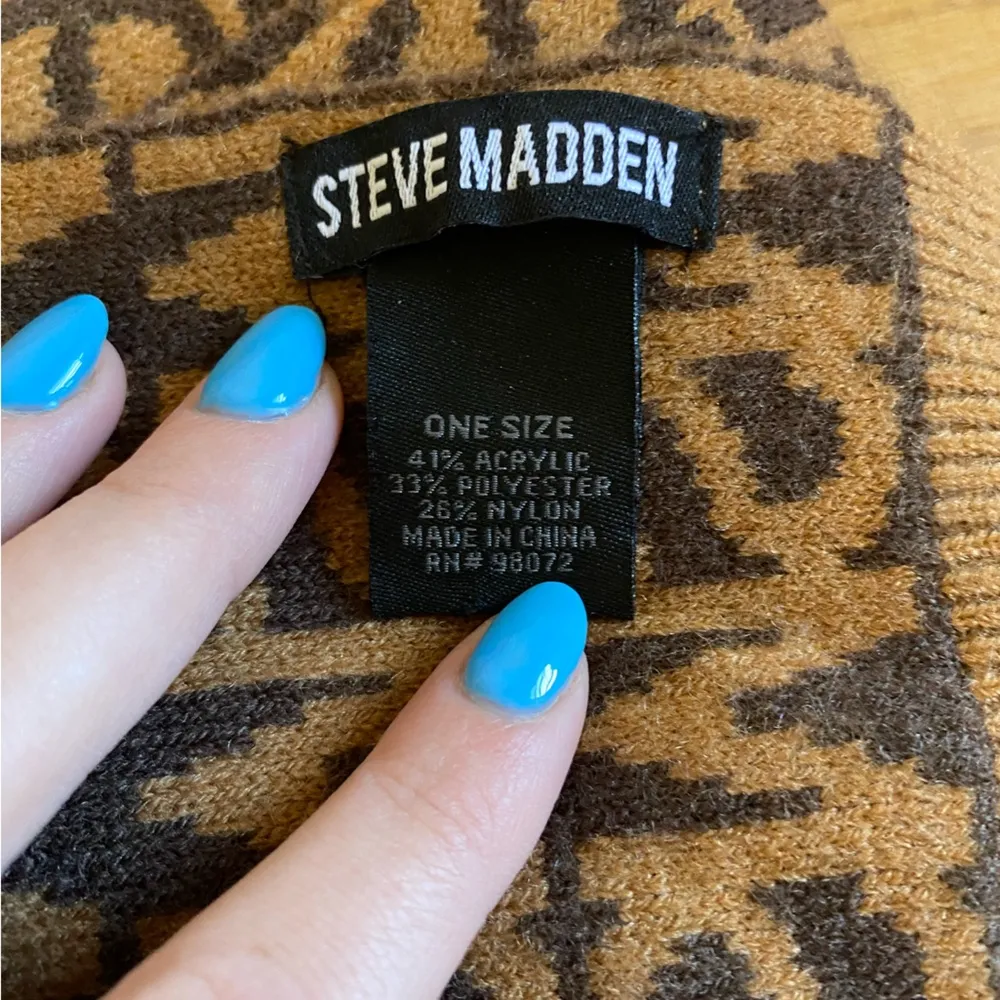 STEVE MADDEN
ONE SIZE
41% ACRYLIC
33% POLYESTER
26% NYLON
MADE IN CHINA
RN# 98072